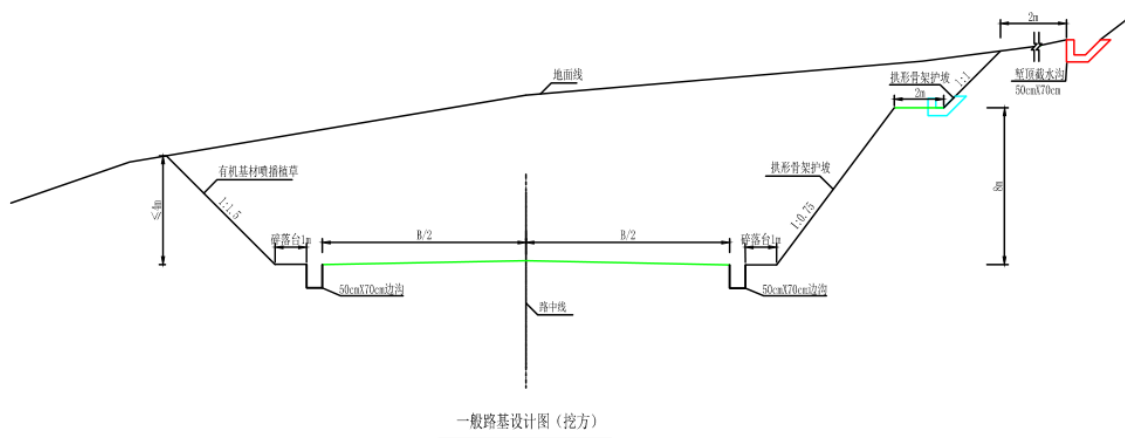 2m
地面线
拱形骨架护坡
1:1
堑顶截水沟
50cmX70cm
2m
有机基材喷播植草
拱形骨架护坡
≤4m
1:1.5
1:0.75
8m
碎落台1m
B/2
B/2
碎落台1m
50cmX70cm边沟
50cmX70cm边沟
路中线
一般路基设计图（挖方）